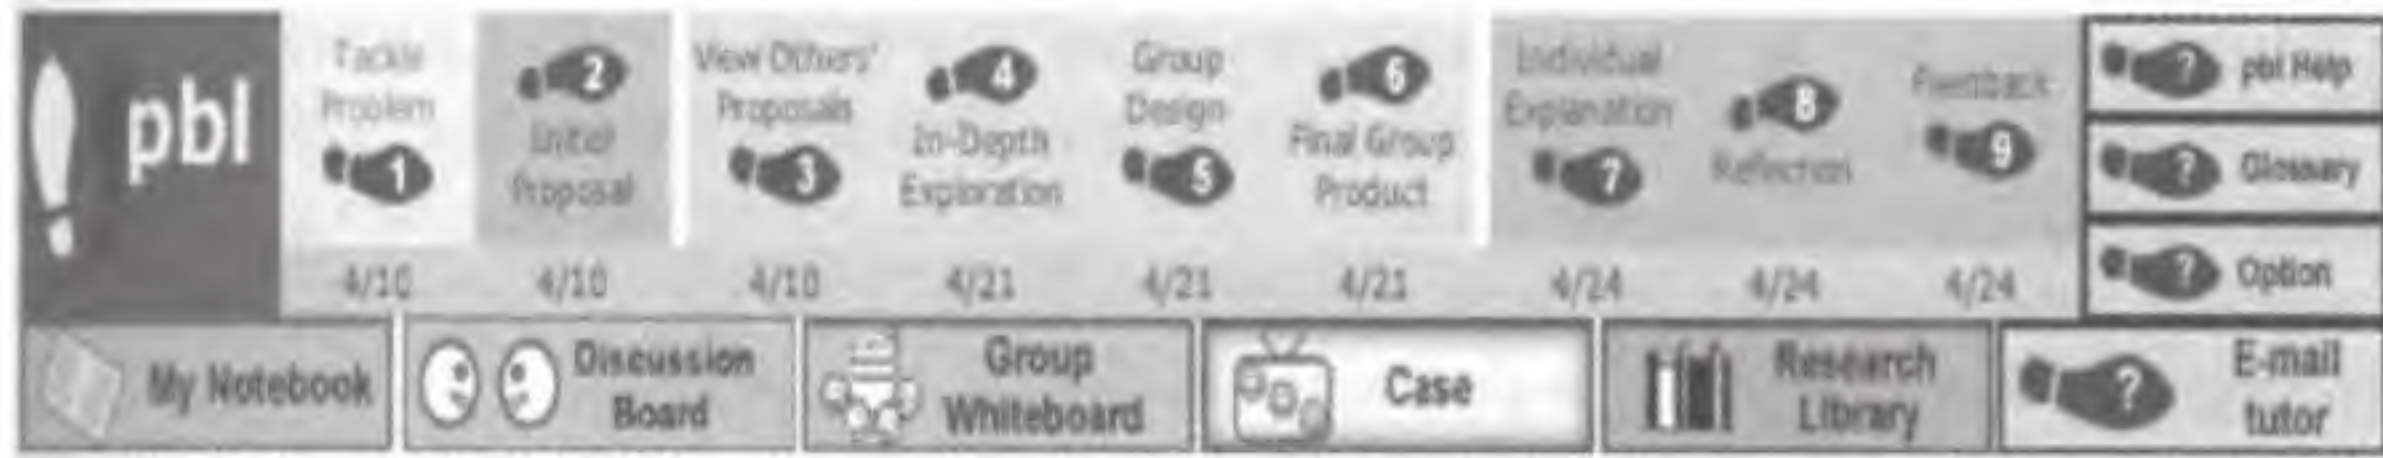 pbl
Tackle
Problem
1
4/10
2
Initial
Proposal
4/10
View Others'
Proposals
3
4/10
4
In-Depth
Exploration
4/21
Group
Design
5
4/21
6
Final Group
Product
4/21
Individual
Explanation
7
4/24
8
Reflection
4/24
Feedback
9
4/24
? pbl Help
? Glossary
? Option
My Notebook
Discussion
Board
Group
Whiteboard
Case
Research
Library
?
E-mail
tutor